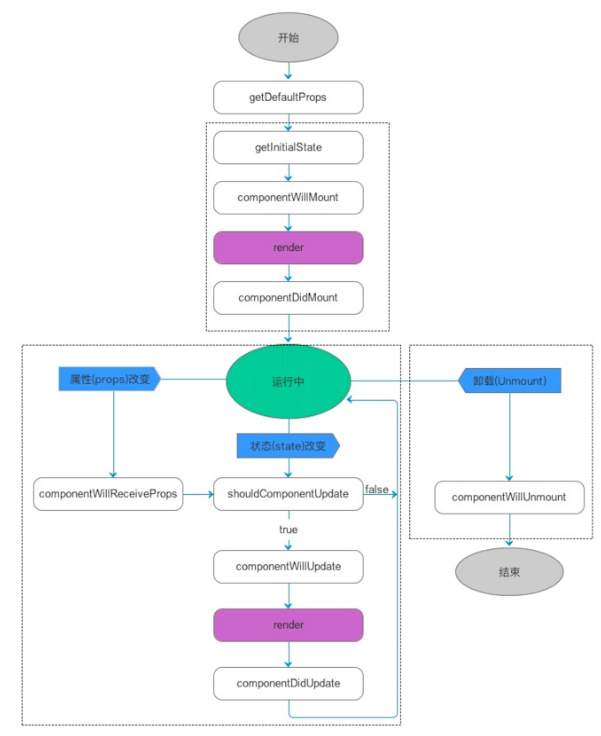 开始
getDefaultProps
getInitialState
componentWillMount
render
componentDidMount
属性(props)改变
运行中
卸载(Unmount)
状态(state)改变
componentWillReceiveProps
shouldComponentUpdate
false
componentWillUnmount
true
componentWillUpdate
结束
render
componentDidUpdate